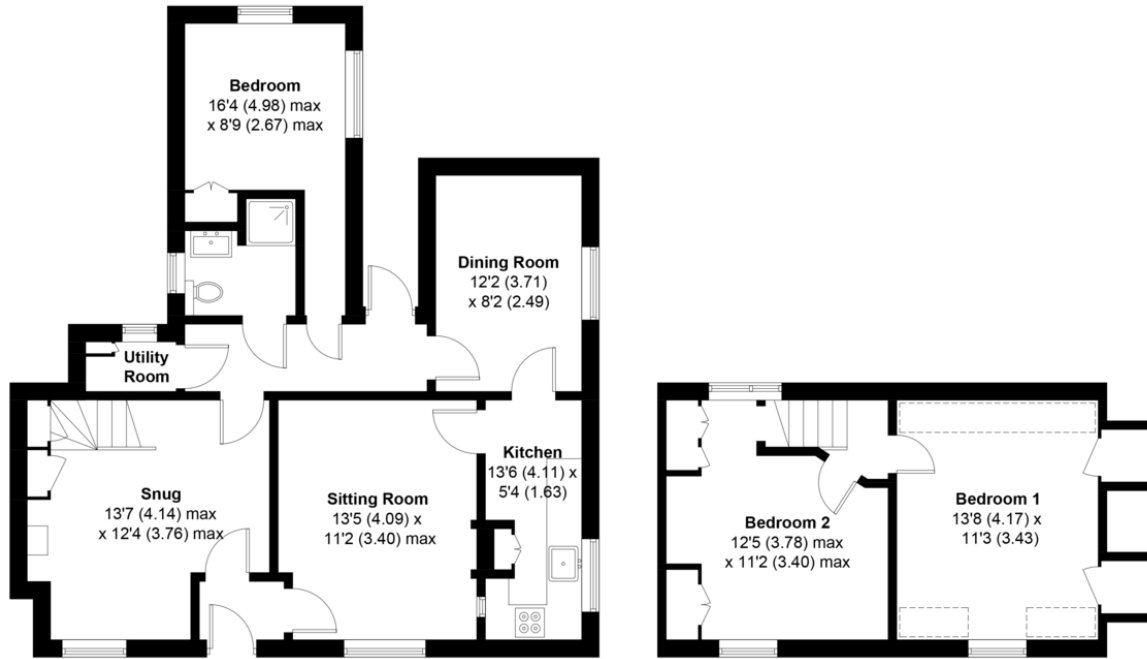 Bedroom
16'4 (4.98) max
x 8'9 (2.67) max
Dining Room
12'2 (3.71)
x 8'2 (2.49)
Utility
Room
Snug
13'7 (4.14) max
x 12'4 (3.76) max
Sitting Room
13'5 (4.09) x
11'2 (3.40) max
Kitchen
13'6 (4.11) x
5'4 (1.63)
Bedroom 2
12'5 (3.78) max
x 11'2 (3.40) max
Bedroom 1
13'8 (4.17) x
11'3 (3.43)